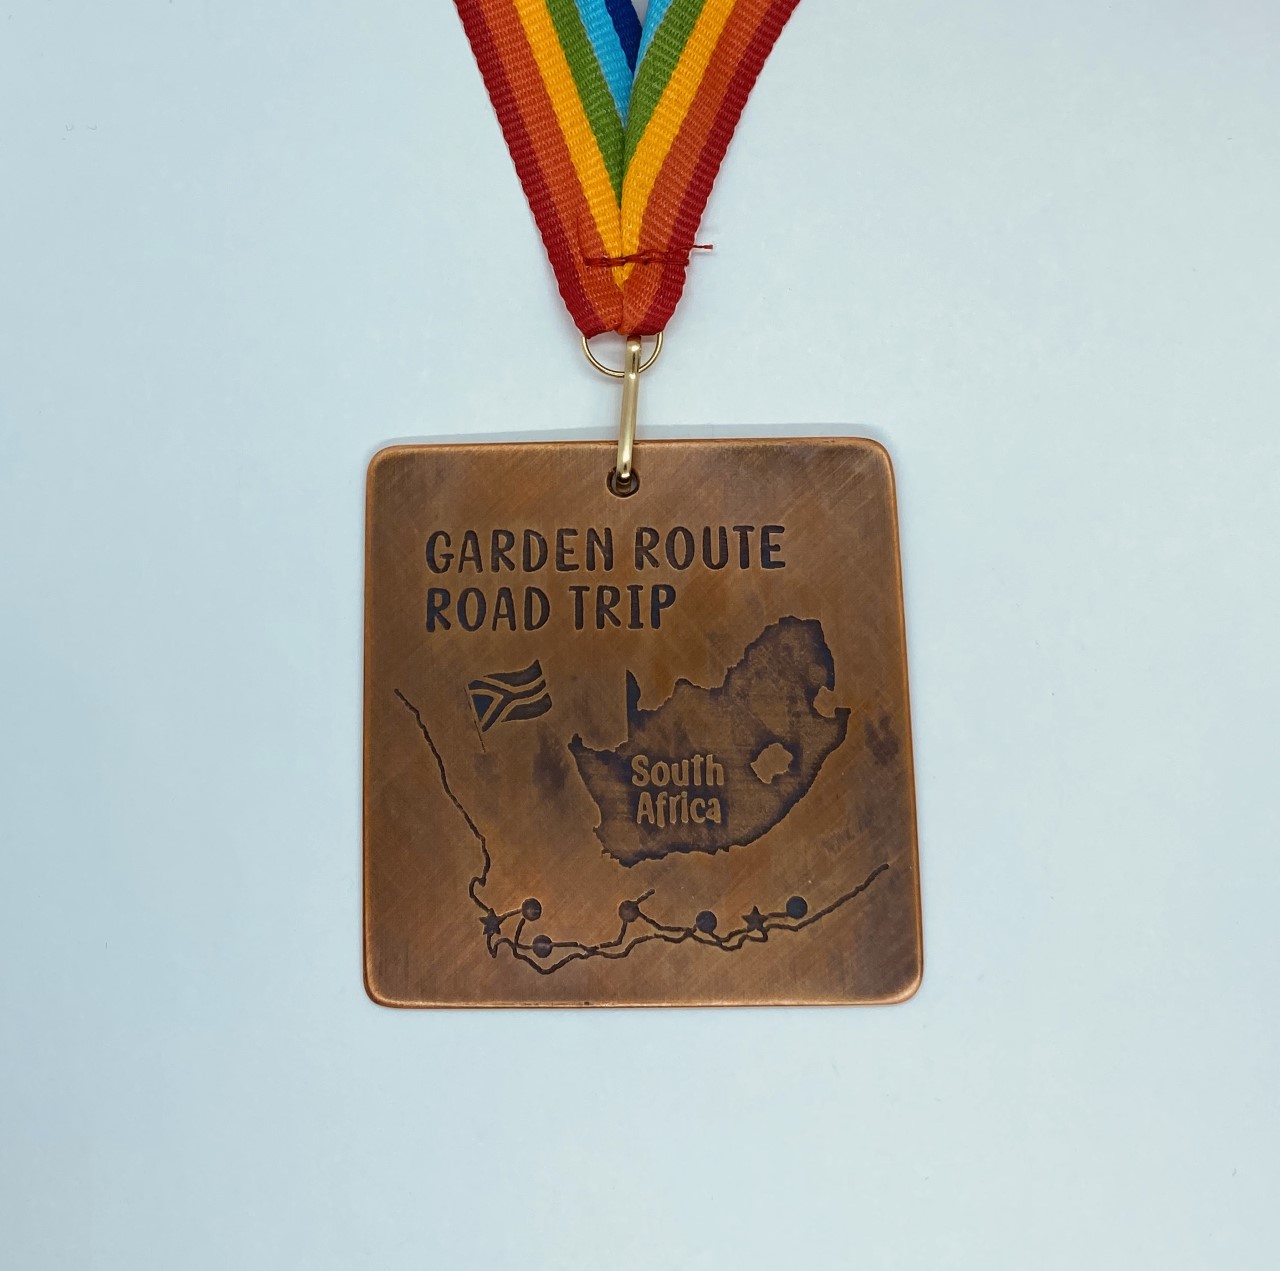 GARDEN ROUTE
ROAD TRIP
South
Africa